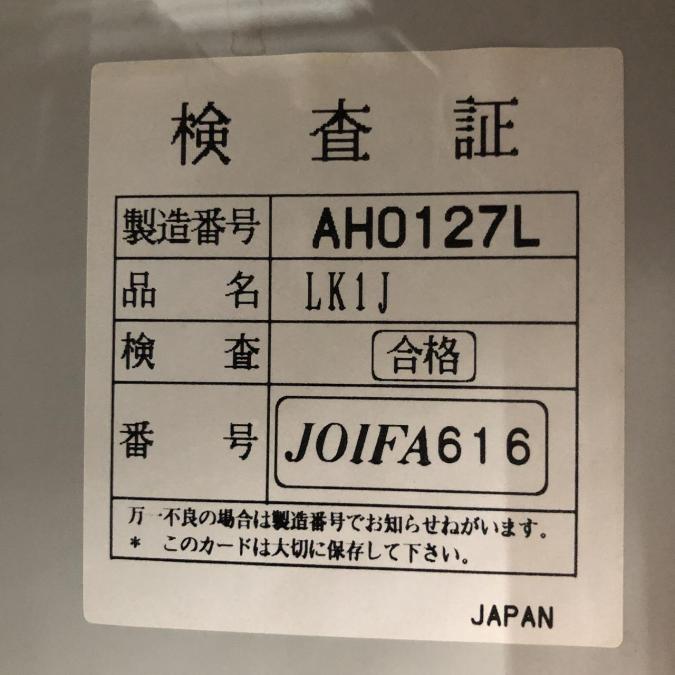 検査証
製造番号 AH0127L
品名 LK1J
検査 合格
番号 JOIFA616
万一不良の場合は製造番号でお知らせねがいます。
* このカードは大切に保存して下さい。
JAPAN